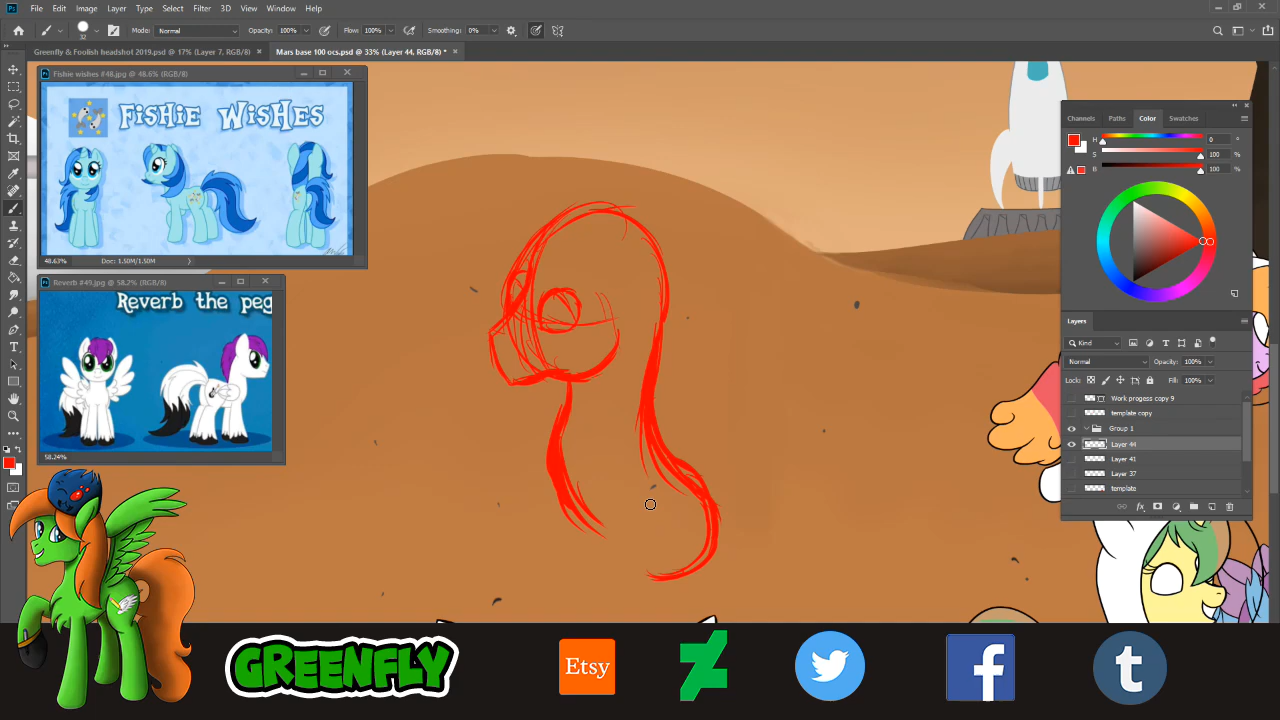 File Edit Image Layer Type Select Filter 3D View Window Help
32 Mode: Normal Opacity: 100% Flow: 100% Smoothing: 0%
Greenfly & Foolish headshot 2019.psd @ 17% (Layer 7, RGB/8) × Mars base 100 ocs.psd @ 33% (Layer 44, RGB/8) * ×
Fishie wishes #48.jpg @ 48.6% (RGB/8)
FISHIE WISHES
48.63% Doc: 1.50M/1.50M
Reverb #49.jpg @ 58.2% (RGB/8)
Reverb the peg
58.24%
Channels Paths Color Swatches
H 0 °
S 100 %
B 100 %
Layers
Kind
Normal Opacity: 100%
Lock: Fill: 100%
Work progess copy 9
template copy
Group 1
Layer 44
Layer 41
Layer 37
template
GREENFLY
Etsy
f
t